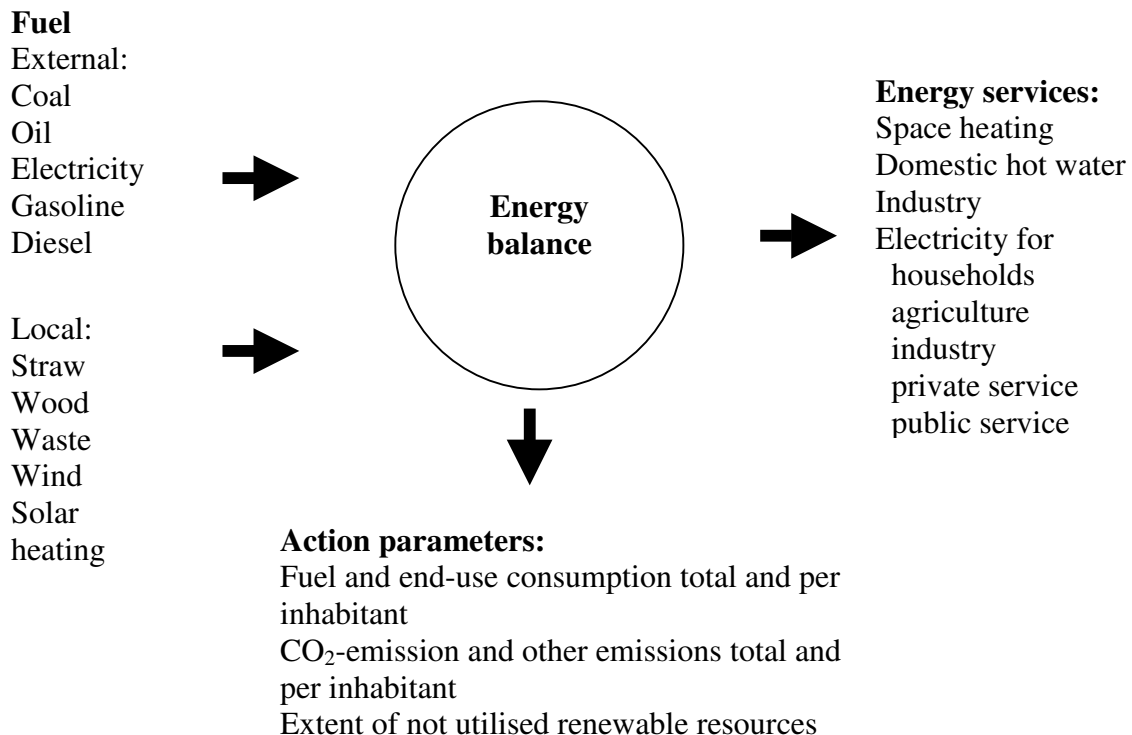 Fuel
External:
Coal
Oil
Electricity
Gasoline
Diesel
Local:
Straw
Wood
Waste
Wind
Solar
heating
Energy
balance
Energy services:
Space heating
Domestic hot water
Industry
Electricity for
households
agriculture
industry
private service
public service
Action parameters:
Fuel and end-use consumption total and per
inhabitant
CO₂-emission and other emissions total and
per inhabitant
Extent of not utilised renewable resources